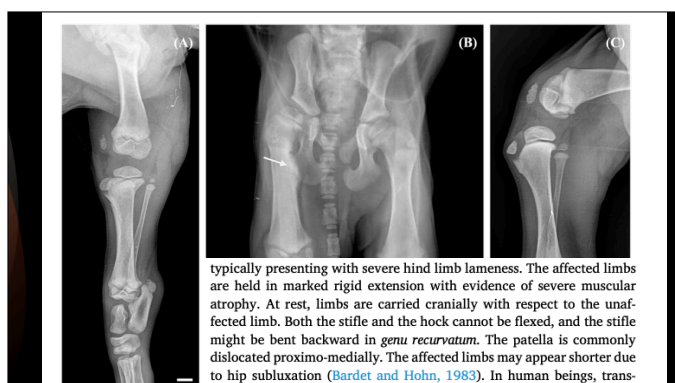 (A)
(B)
(C)
typically presenting with severe hind limb lameness. The affected limbs
are held in marked rigid extension with evidence of severe muscular
atrophy. At rest, limbs are carried cranially with respect to the unaf-
fected limb. Both the stifle and the hock cannot be flexed, and the stifle
might be bent backward in genu recurvatum. The patella is commonly
dislocated proximo-medially. The affected limbs may appear shorter due
to hip subluxation (Bardet and Hohn, 1983). In human beings, trans-